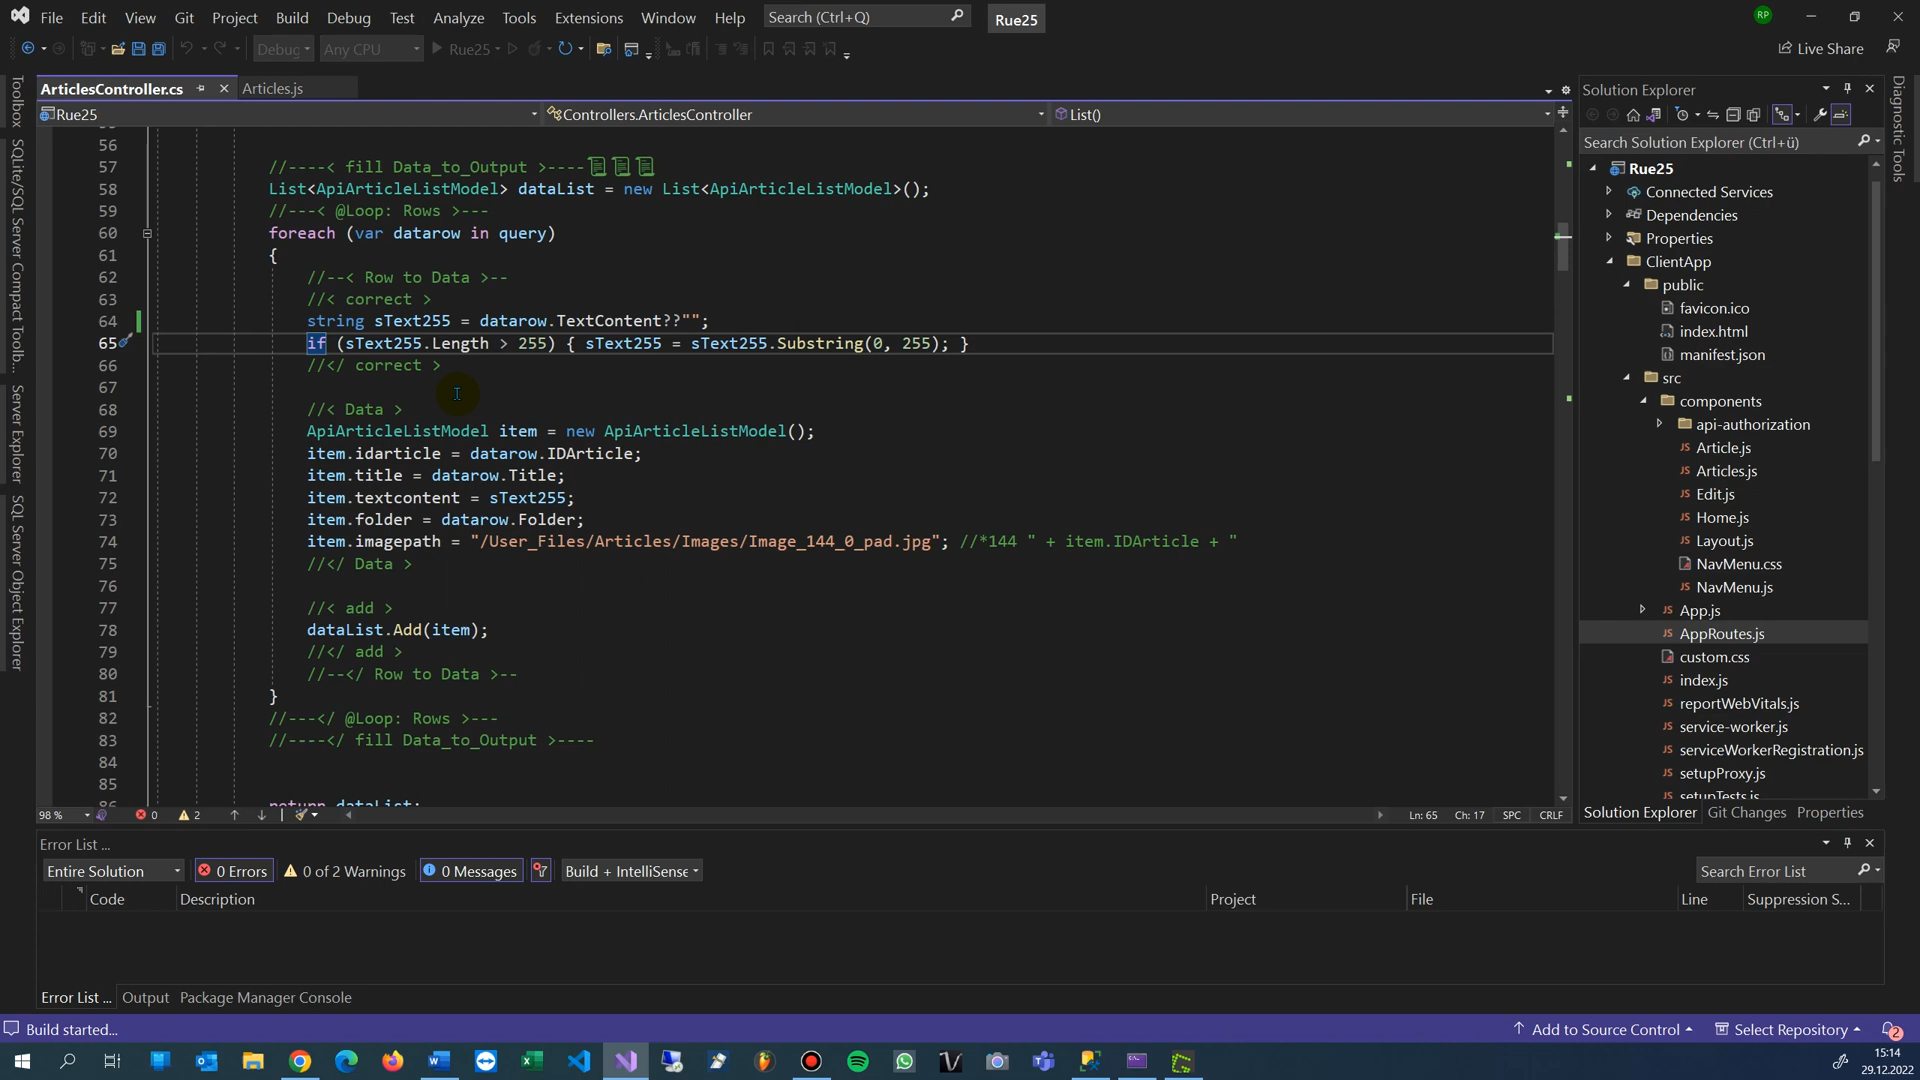 File Edit View Git Project Build Debug Test Analyze Tools Extensions Window Help Search (Ctrl+Q) Rue25 RP
Debug Any CPU Rue25 Live Share
ArticlesController.cs Articles.js
Rue25 Controllers.ArticlesController List()
56
57 //----< fill Data_to_Output >----
58 List<ApiArticleListModel> dataList = new List<ApiArticleListModel>();
59 //---< @Loop: Rows >---
60 foreach (var datarow in query)
61 {
62 //--< Row to Data >--
63 //< correct >
64 string sText255 = datarow.TextContent??"";
65 if (sText255.Length > 255) { sText255 = sText255.Substring(0, 255); }
66 //</ correct >
67
68 //< Data >
69 ApiArticleListModel item = new ApiArticleListModel();
70 item.idarticle = datarow.IDArticle;
71 item.title = datarow.Title;
72 item.textcontent = sText255;
73 item.folder = datarow.Folder;
74 item.imagepath = "/User_Files/Articles/Images/Image_144_0_pad.jpg"; //*144 " + item.IDArticle + "
75 //</ Data >
76
77 //< add >
78 dataList.Add(item);
79 //</ add >
80 //--</ Row to Data >--
81 }
82 //---</ @Loop: Rows >---
83 //----</ fill Data_to_Output >----
84
85
86 return dataList;
98 % 0 2 Ln: 65 Ch: 17 SPC CRLF
Toolbox
SQLite/SQL Server Compact Toolb...
Server Explorer
SQL Server Object Explorer
Solution Explorer
Search Solution Explorer (Ctrl+ü)
Rue25
Connected Services
Dependencies
Properties
ClientApp
public
favicon.ico
index.html
manifest.json
src
components
api-authorization
Article.js
Articles.js
Edit.js
Home.js
Layout.js
NavMenu.css
NavMenu.js
App.js
AppRoutes.js
custom.css
index.js
reportWebVitals.js
service-worker.js
serviceWorkerRegistration.js
setupProxy.js
setupTests.js
Solution Explorer Git Changes Properties
Diagnostic Tools
Error List ...
Entire Solution 0 Errors 0 of 2 Warnings 0 Messages Build + IntelliSense Search Error List
Code Description Project File Line Suppression S...
Error List ... Output Package Manager Console
Build started... Add to Source Control Select Repository 2
15:14
29.12.2022